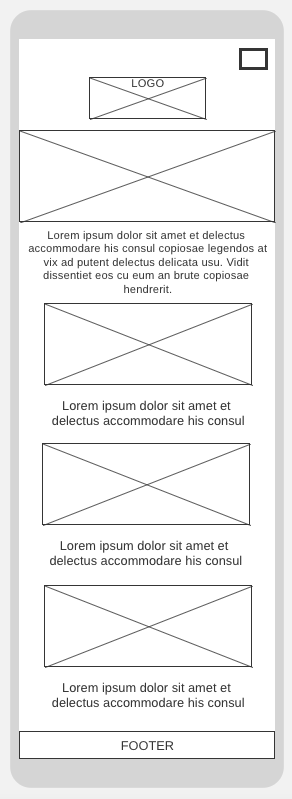 LOGO
Lorem ipsum dolor sit amet et delectus
accommodare his consul copiosae legendos at
vix ad putent delectus delicata usu. Vidit
dissentiet eos cu eum an brute copiosae
hendrerit.
Lorem ipsum dolor sit amet et
delectus accommodare his consul
Lorem ipsum dolor sit amet et
delectus accommodare his consul
Lorem ipsum dolor sit amet et
delectus accommodare his consul
FOOTER